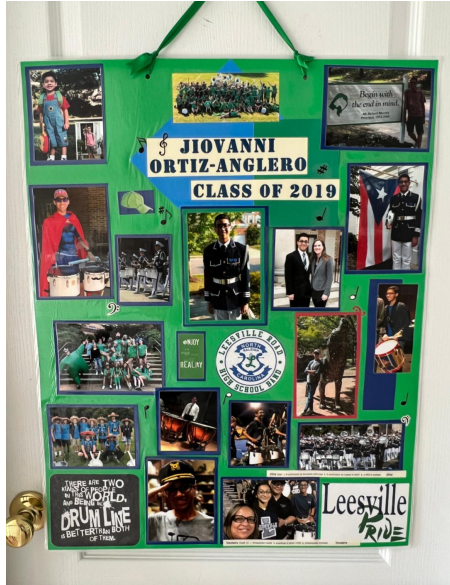 Begin with
the end in mind.
JIOVANNI
ORTIZ-ANGLERO
CLASS OF 2019
LEESVILLE ROAD
NORTH
CAROLINA
HIGH SCHOOL BAND
THERE ARE TWO
KINDS OF PEOPLE
IN THIS WORLD,
AND BEING IN
DRUM LINE
IS BETTER THAN BOTH
OF THEM.
Leesville
PRIDE